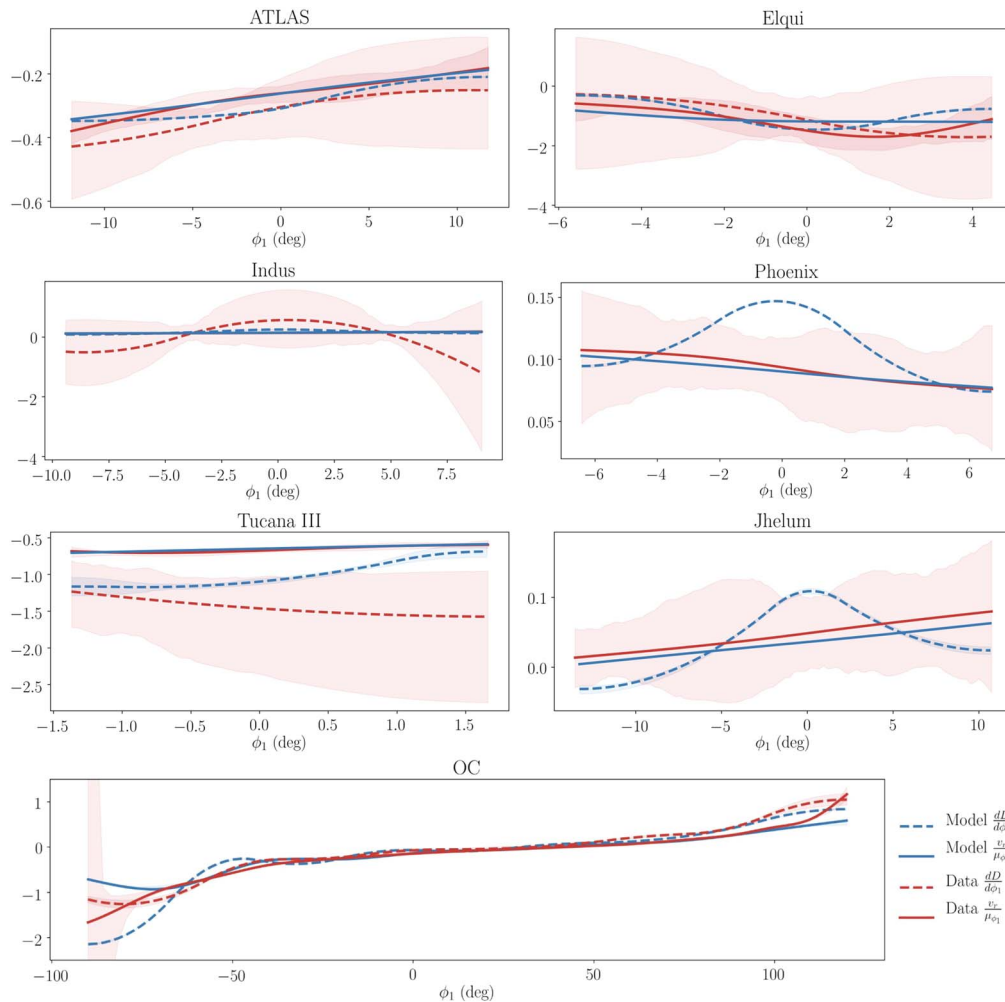 ATLAS
−0.2
−0.4
−0.6
−10 −5 0 5 10
ϕ₁ (deg)
Elqui
0
−2
−4
−6 −4 −2 0 2 4
ϕ₁ (deg)
Indus
0
−2
−4
−10.0 −7.5 −5.0 −2.5 0.0 2.5 5.0 7.5
ϕ₁ (deg)
Phoenix
0.15
0.10
0.05
−6 −4 −2 0 2 4 6
ϕ₁ (deg)
Tucana III
−0.5
−1.0
−1.5
−2.0
−2.5
−1.5 −1.0 −0.5 0.0 0.5 1.0 1.5
ϕ₁ (deg)
Jhelum
0.1
0.0
−10 −5 0 5 10
ϕ₁ (deg)
OC
1
0
−1
−2
−100 −50 0 50 100
ϕ₁ (deg)
Model
Model
Data dD/dϕ₁
Data vᵣ/μϕ₁